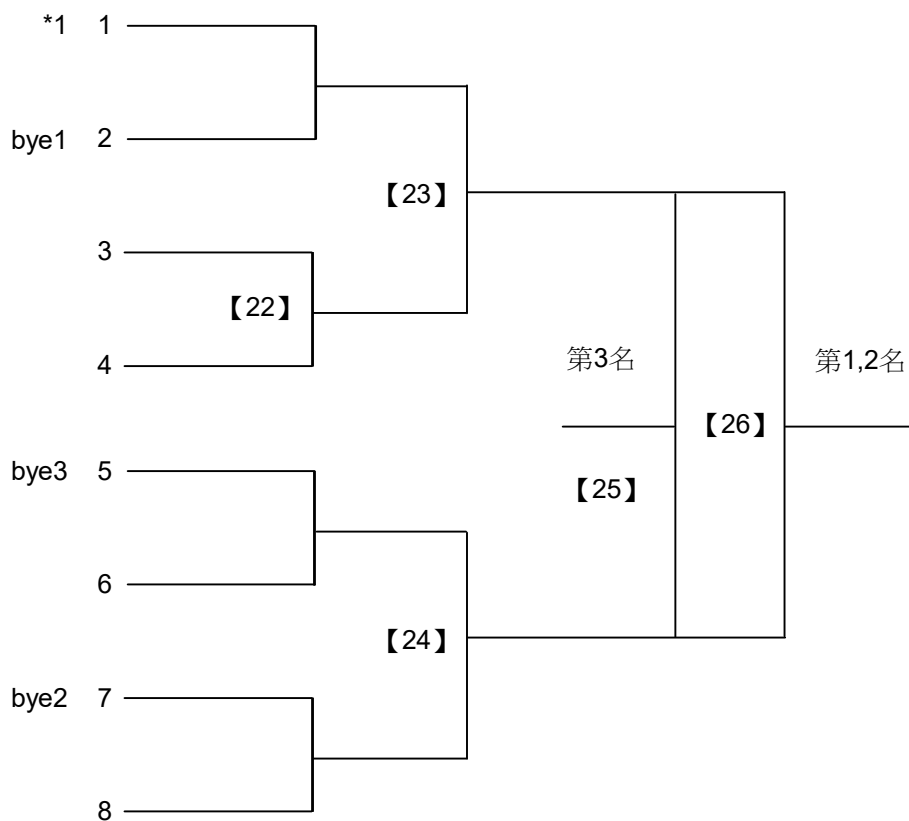 *1 1
bye1 2
【23】
3
【22】
4
第3名
第1,2名
【26】
bye3 5
【25】
6
【24】
bye2 7
8